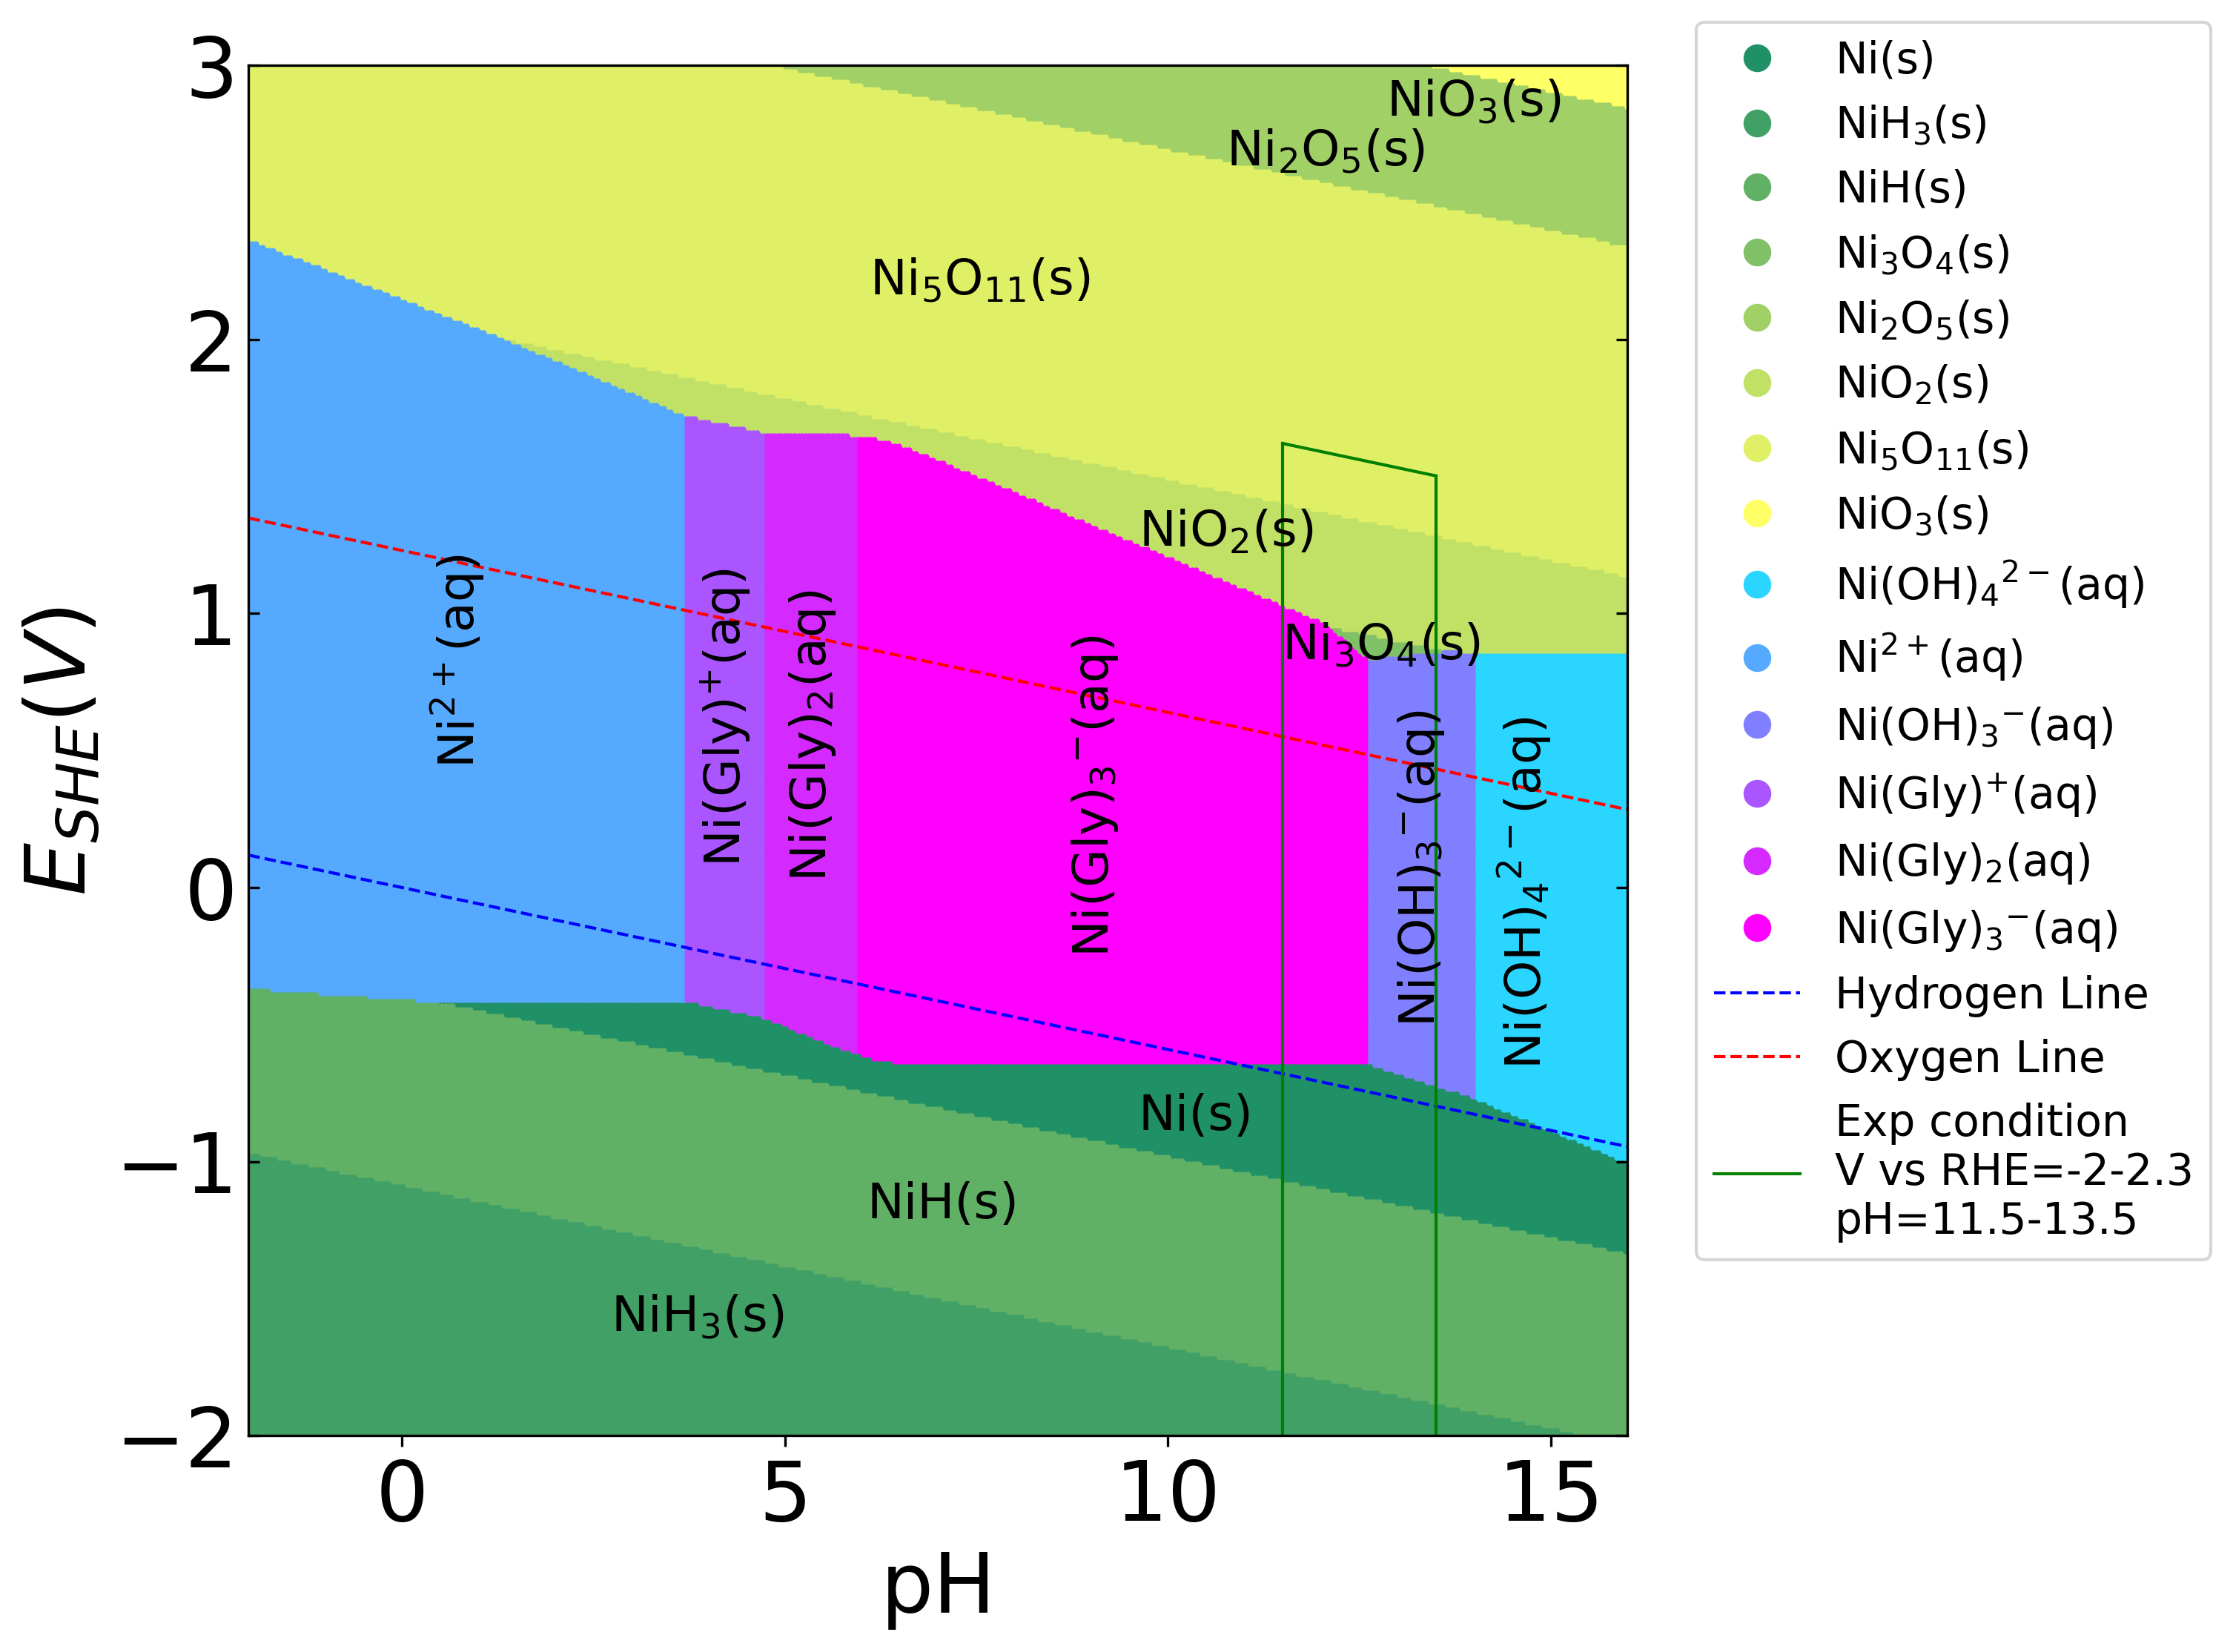 3
2
1
0
−1
−2
E_SHE(V)
0
5
10
15
pH
NiO₃(s)
Ni₂O₅(s)
Ni₅O₁₁(s)
NiO₂(s)
Ni₃O₄(s)
Ni²⁺(aq)
Ni(Gly)⁺(aq)
Ni(Gly)₂(aq)
Ni(Gly)₃⁻(aq)
Ni(OH)₃⁻(aq)
Ni(OH)₄²⁻(aq)
Ni(s)
NiH(s)
NiH₃(s)
Ni(s)
NiH₃(s)
NiH(s)
Ni₃O₄(s)
Ni₂O₅(s)
NiO₂(s)
Ni₅O₁₁(s)
NiO₃(s)
Ni(OH)₄²⁻(aq)
Ni²⁺(aq)
Ni(OH)₃⁻(aq)
Ni(Gly)⁺(aq)
Ni(Gly)₂(aq)
Ni(Gly)₃⁻(aq)
Hydrogen Line
Oxygen Line
Exp condition
V vs RHE=-2-2.3
pH=11.5-13.5